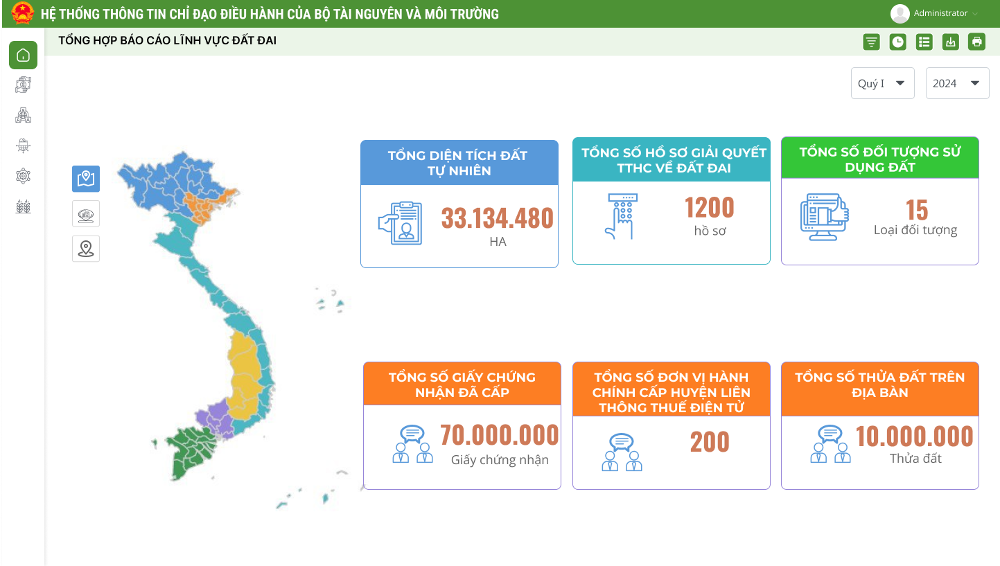 HỆ THỐNG THÔNG TIN CHỈ ĐẠO ĐIỀU HÀNH CỦA BỘ TÀI NGUYÊN VÀ MÔI TRƯỜNG
Administrator
TỔNG HỢP BÁO CÁO LĨNH VỰC ĐẤT ĐAI
Quý I
2024
TỔNG DIỆN TÍCH ĐẤT
TỰ NHIÊN
33.134.480
HA
TỔNG SỐ HỒ SƠ GIẢI QUYẾT
TTHC VỀ ĐẤT ĐAI
1200
hồ sơ
TỔNG SỐ ĐỐI TƯỢNG SỬ
DỤNG ĐẤT
15
Loại đối tượng
TỔNG SỐ GIẤY CHỨNG
NHẬN ĐÃ CẤP
70.000.000
Giấy chứng nhận
TỔNG SỐ ĐƠN VỊ HÀNH
CHÍNH CẤP HUYỆN LIÊN
THÔNG THUẾ ĐIỆN TỬ
200
TỔNG SỐ THỬA ĐẤT TRÊN
ĐỊA BÀN
10.000.000
Thửa đất